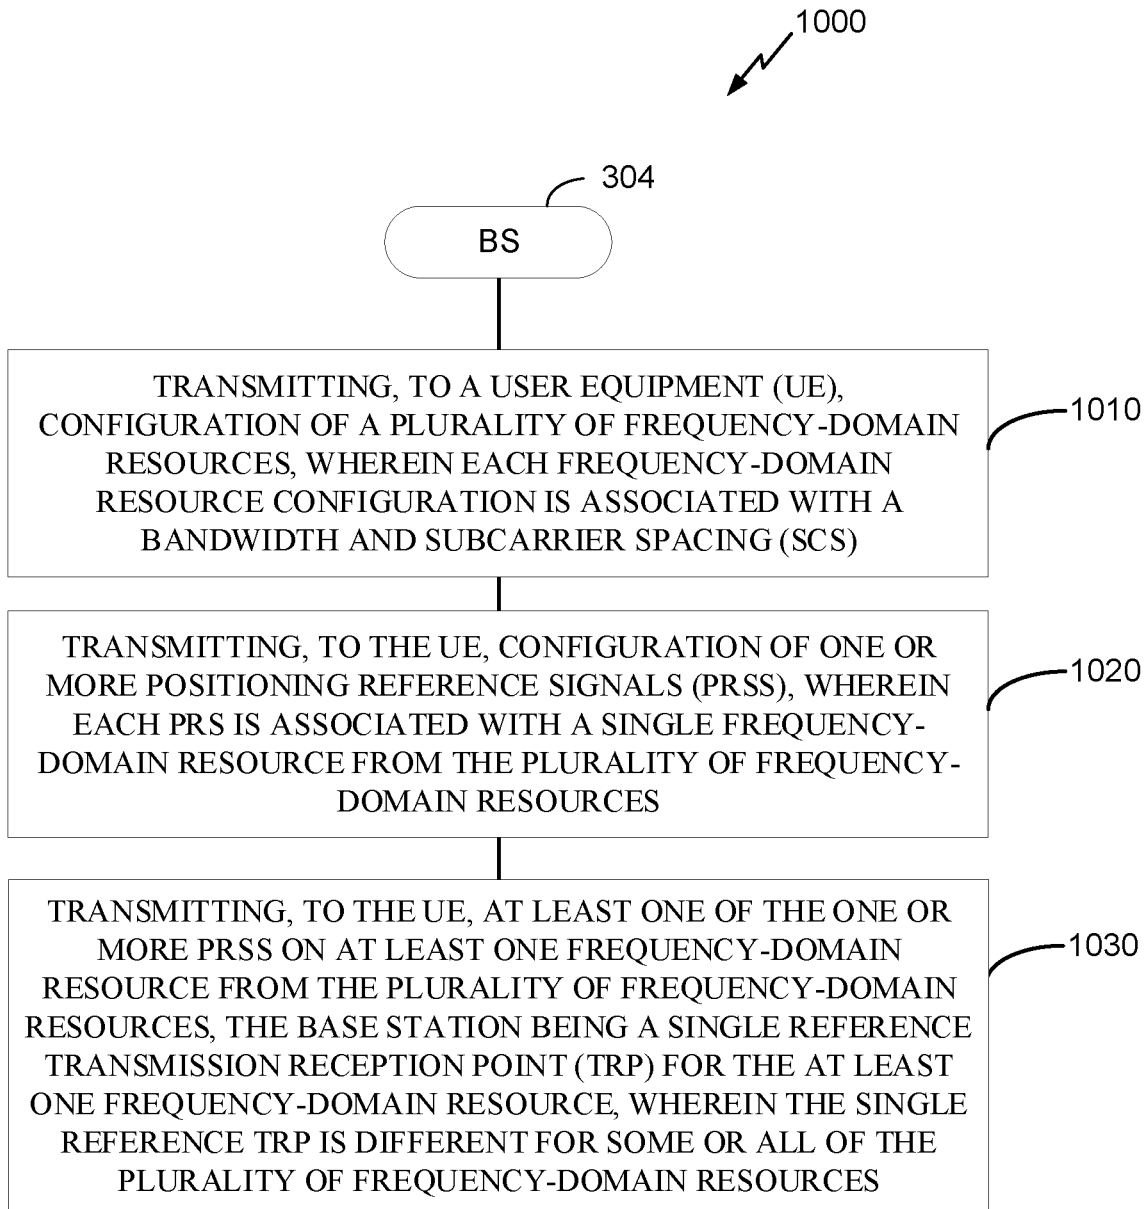 1000
304
BS
TRANSMITTING, TO A USER EQUIPMENT (UE),
CONFIGURATION OF A PLURALITY OF FREQUENCY-DOMAIN
RESOURCES, WHEREIN EACH FREQUENCY-DOMAIN
RESOURCE CONFIGURATION IS ASSOCIATED WITH A
BANDWIDTH AND SUBCARRIER SPACING (SCS)
1010
TRANSMITTING, TO THE UE, CONFIGURATION OF ONE OR
MORE POSITIONING REFERENCE SIGNALS (PRSS), WHEREIN
EACH PRS IS ASSOCIATED WITH A SINGLE FREQUENCY-
DOMAIN RESOURCE FROM THE PLURALITY OF FREQUENCY-
DOMAIN RESOURCES
1020
TRANSMITTING, TO THE UE, AT LEAST ONE OF THE ONE OR
MORE PRSS ON AT LEAST ONE FREQUENCY-DOMAIN
RESOURCE FROM THE PLURALITY OF FREQUENCY-DOMAIN
RESOURCES, THE BASE STATION BEING A SINGLE REFERENCE
TRANSMISSION RECEPTION POINT (TRP) FOR THE AT LEAST
ONE FREQUENCY-DOMAIN RESOURCE, WHEREIN THE SINGLE
REFERENCE TRP IS DIFFERENT FOR SOME OR ALL OF THE
PLURALITY OF FREQUENCY-DOMAIN RESOURCES
1030